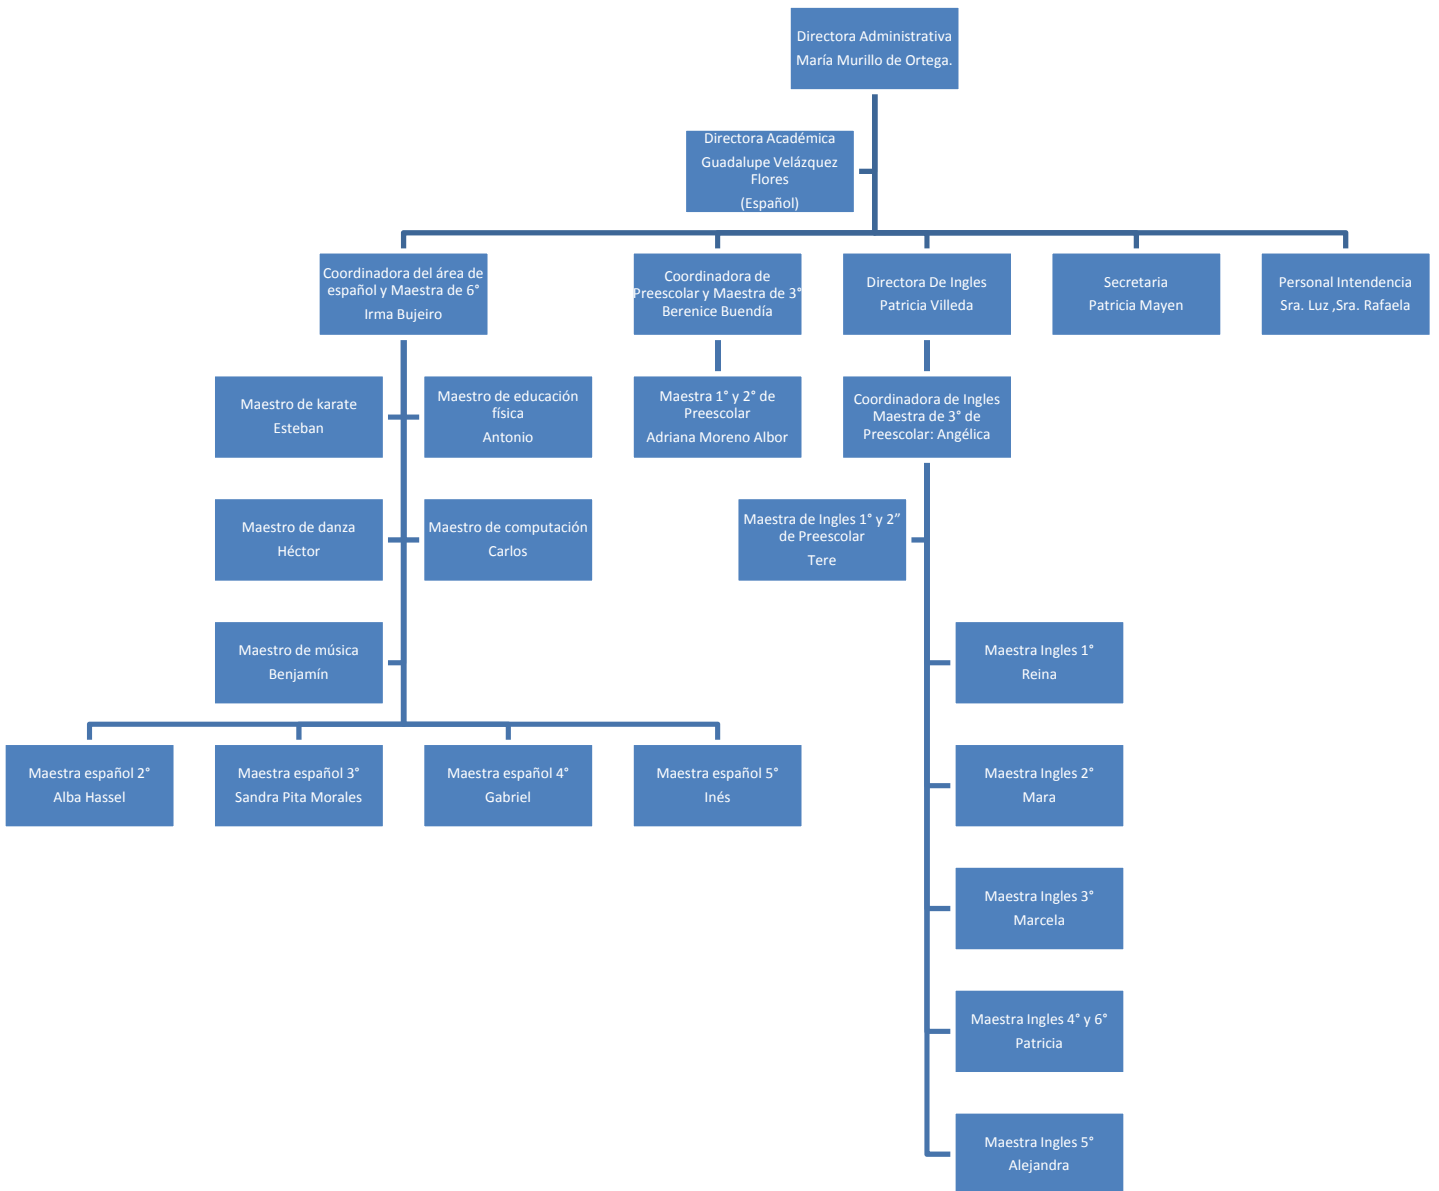 Directora Administrativa
María Murillo de Ortega.
Directora Académica
Guadalupe Velázquez
Flores
(Español)
Coordinadora del área de
español y Maestra de 6°
Irma Bujeiro
Coordinadora de
Preescolar y Maestra de 3°
Berenice Buendía
Directora De Ingles
Patricia Villeda
Secretaria
Patricia Mayen
Personal Intendencia
Sra. Luz ,Sra. Rafaela
Maestro de karate
Esteban
Maestro de educación
física
Antonio
Maestra 1° y 2° de
Preescolar
Adriana Moreno Albor
Coordinadora de Ingles
Maestra de 3° de
Preescolar: Angélica
Maestro de danza
Héctor
Maestro de computación
Carlos
Maestra de Ingles 1° y 2”
de Preescolar
Tere
Maestro de música
Benjamín
Maestra Ingles 1°
Reina
Maestra español 2°
Alba Hassel
Maestra español 3°
Sandra Pita Morales
Maestra español 4°
Gabriel
Maestra español 5°
Inés
Maestra Ingles 2°
Mara
Maestra Ingles 3°
Marcela
Maestra Ingles 4° y 6°
Patricia
Maestra Ingles 5°
Alejandra